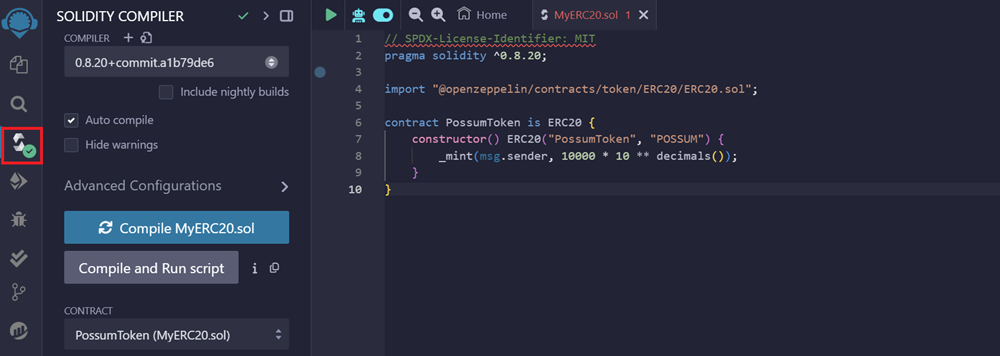 SOLIDITY COMPILER
COMPILER
0.8.20+commit.a1b79de6
Include nightly builds
Auto compile
Hide warnings
Advanced Configurations
Compile MyERC20.sol
Compile and Run script
i
CONTRACT
PossumToken (MyERC20.sol)
Home
MyERC20.sol 1
1 // SPDX-License-Identifier: MIT
2 pragma solidity ^0.8.20;
3
4 import "@openzeppelin/contracts/token/ERC20/ERC20.sol";
5
6 contract PossumToken is ERC20 {
7 constructor() ERC20("PossumToken", "POSSUM") {
8 _mint(msg.sender, 10000 * 10 ** decimals());
9 }
10 }